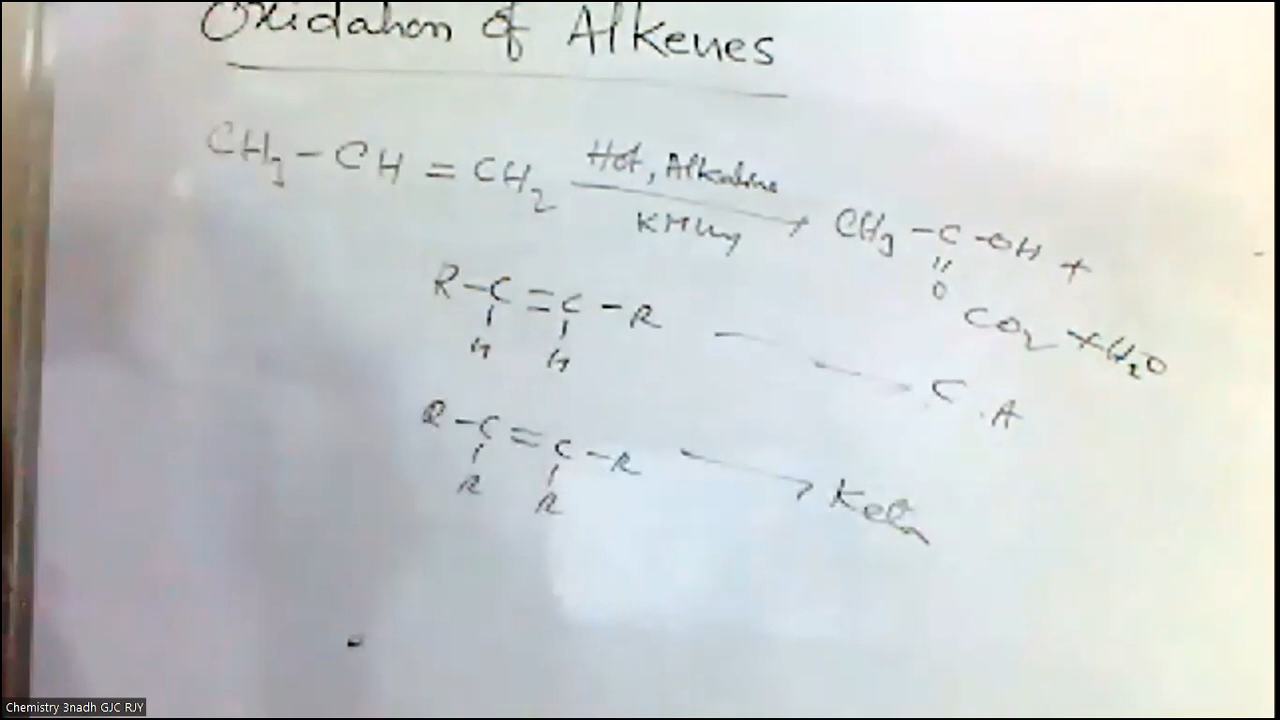 Oxidation of Alkenes
CH3 - CH = CH2 Hot, Alkaline KMnO4 → CH3 - C - OH +
||
O
CO2 + H2O
R - C = C - R → C.A
H H
R - C = C - R → Keto
R R
Chemistry 3nadh GJC RJY